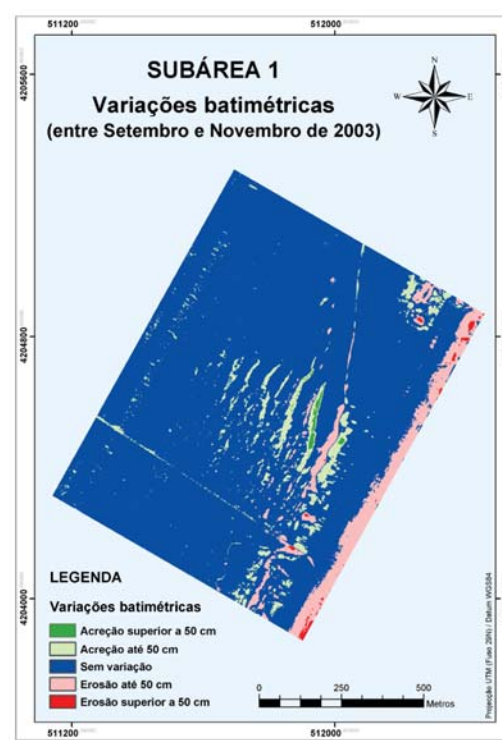 511200 512000
SUBÁREA 1
Variações batimétricas
(entre Setembro e Novembro de 2003)
N
W E
S
4205600
4204800
4204000
LEGENDA
Variações batimétricas
Acreção superior a 50 cm
Acreção até 50 cm
Sem variação
Erosão até 50 cm
Erosão superior a 50 cm
0 250 500
Metros
Projecção UTM (Fuso 29N) / Datum WGS84
511200 512000